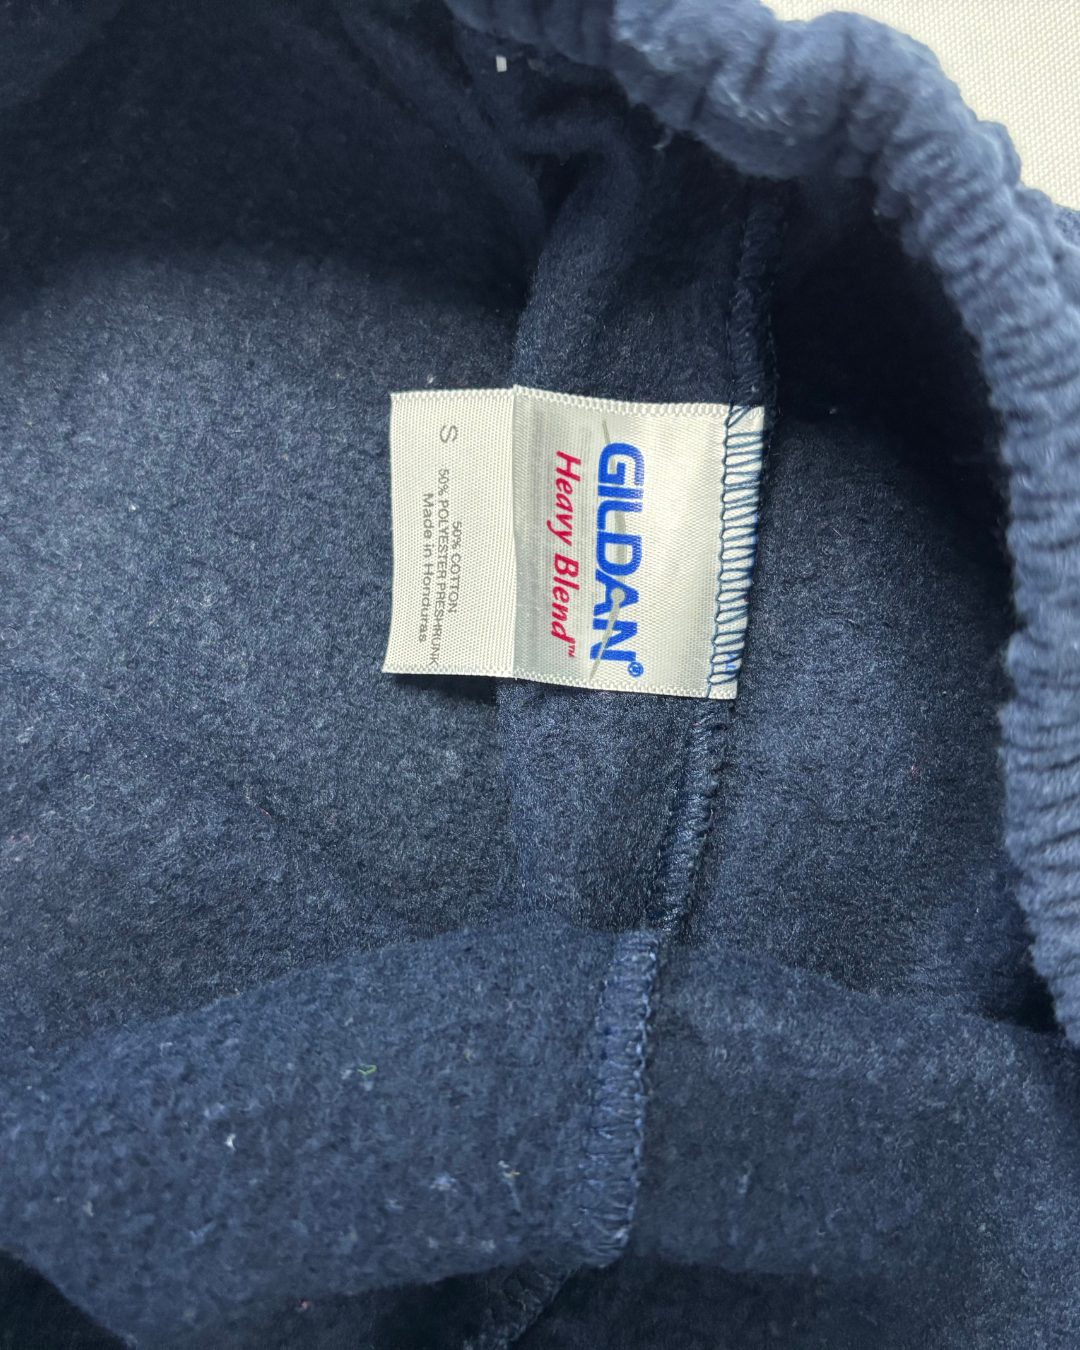 GILDAN®
Heavy Blend™
S
50% COTTON
50% POLYESTER PRESHRUNK
Made in Honduras